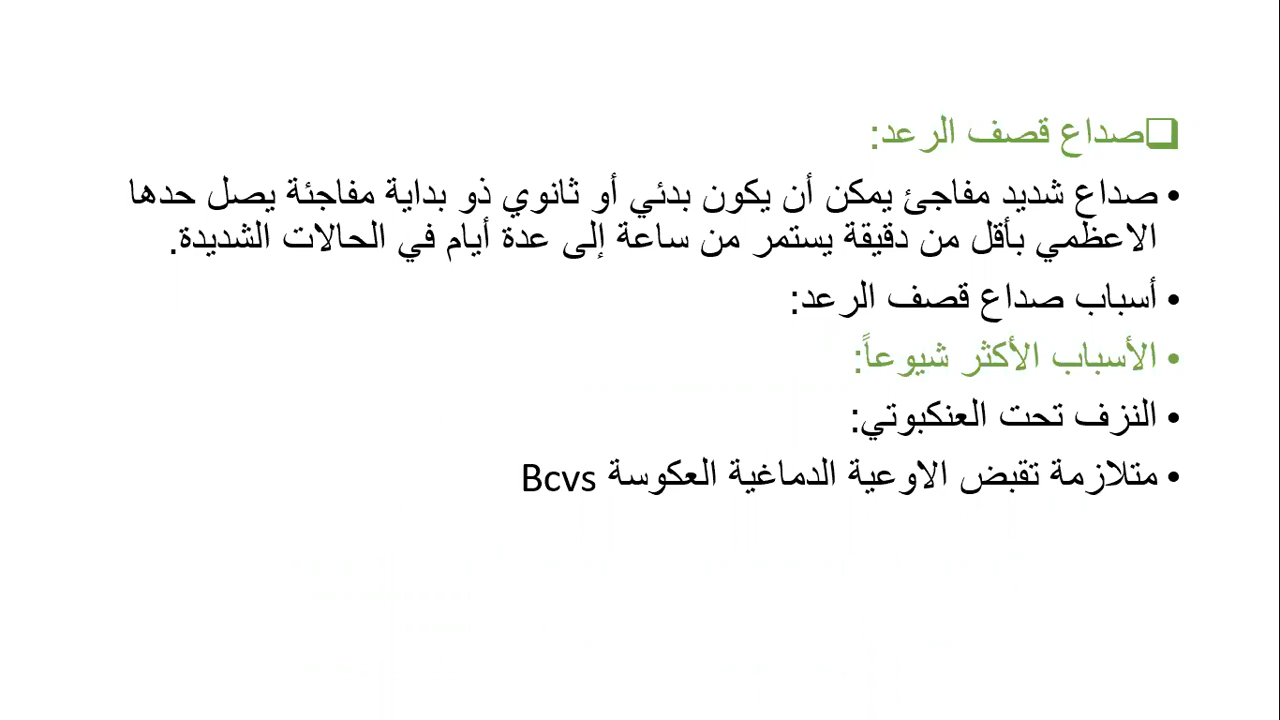 صداع قصف الرعد:
صداع شديد مفاجئ يمكن أن يكون بدئي أو ثانوي ذو بداية مفاجئة يصل حدها
الاعظمي بأقل من دقيقة يستمر من ساعة إلى عدة أيام في الحالات الشديدة.
أسباب صداع قصف الرعد:
الأسباب الأكثر شيوعاً:
النزف تحت العنكبوتي:
متلازمة تقبض الاوعية الدماغية العكوسة Bcvs